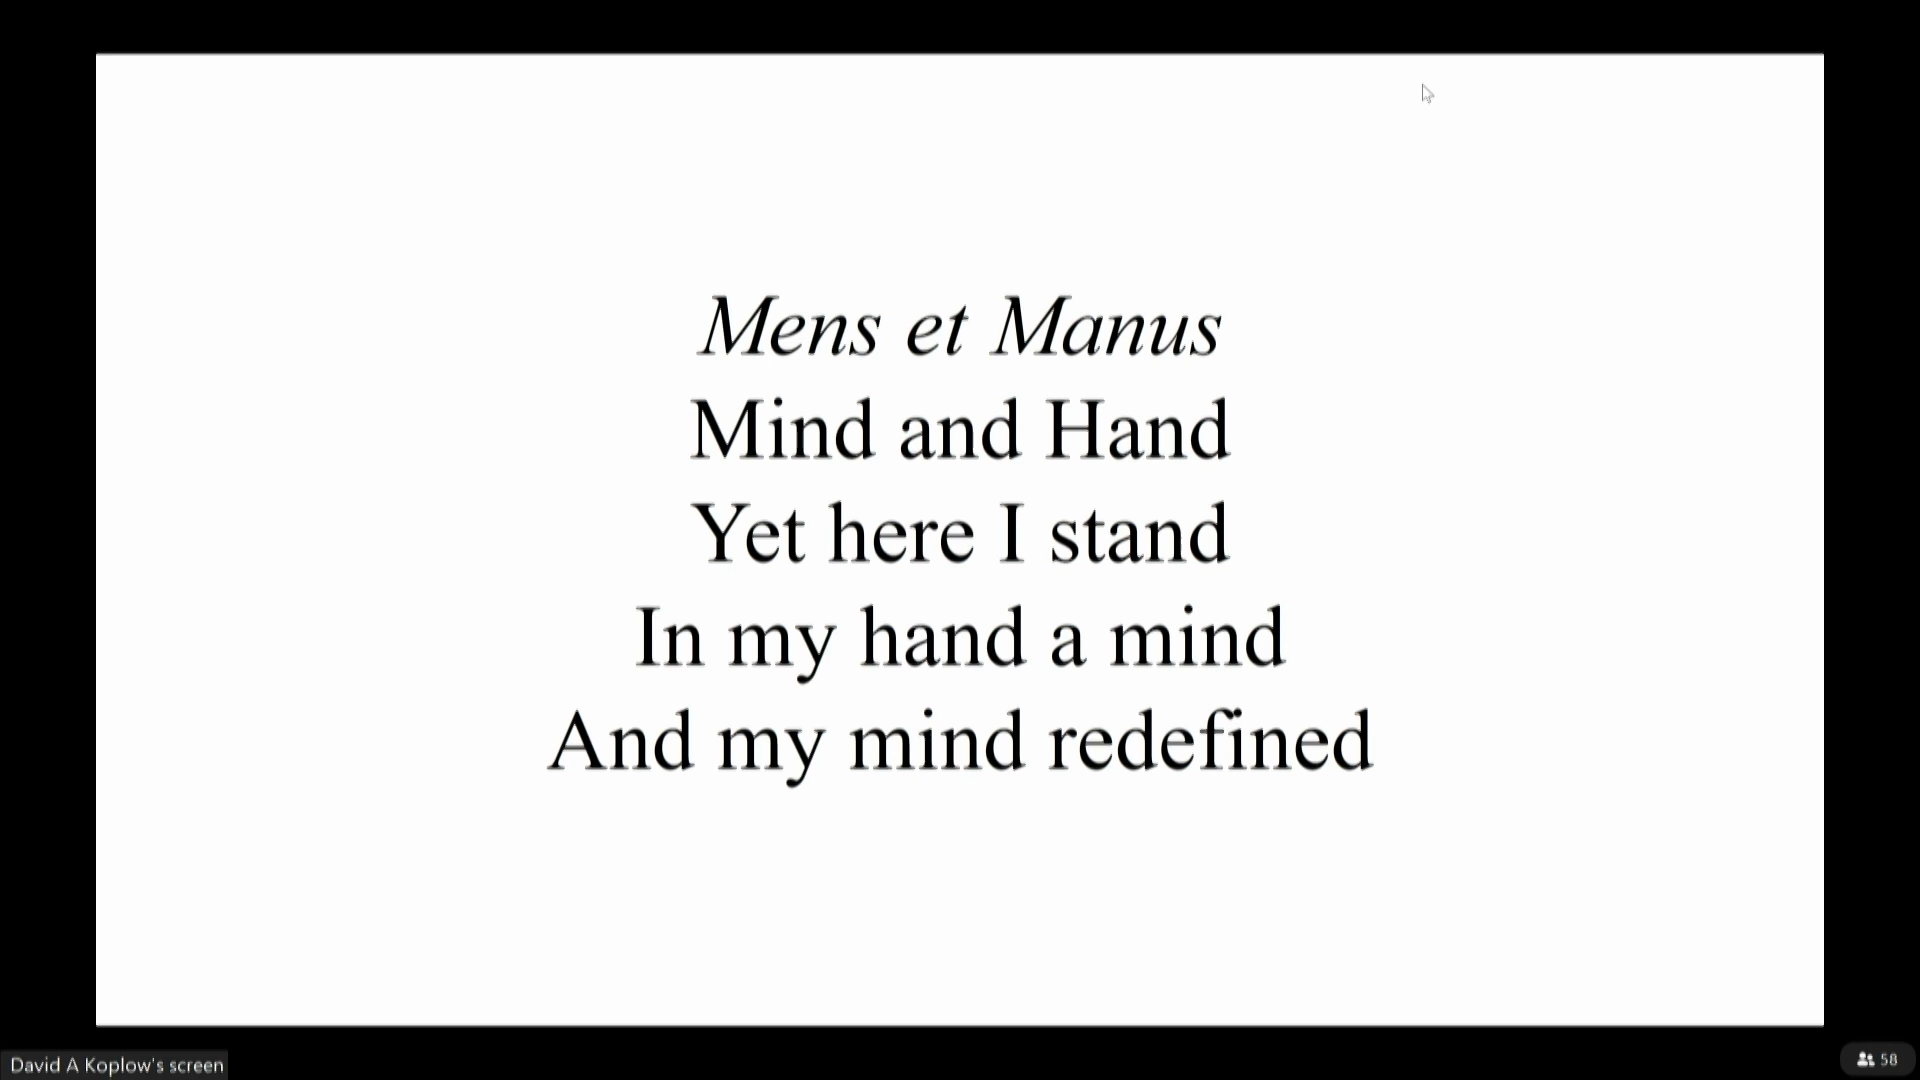 Mens et Manus
Mind and Hand
Yet here I stand
In my hand a mind
And my mind redefined
David A Koplow's screen
58